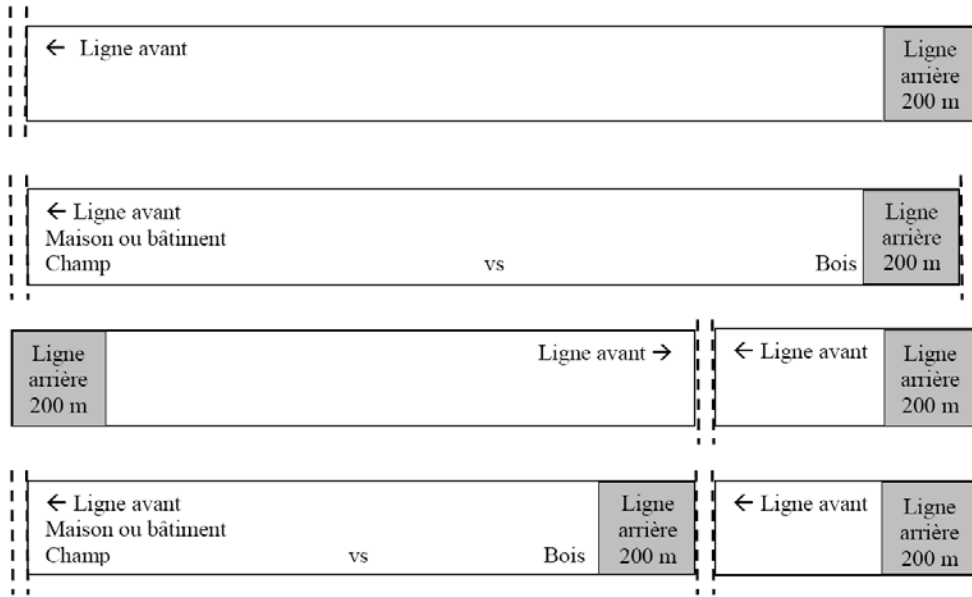 ← Ligne avant
Ligne
arrière
200 m
← Ligne avant
Maison ou bâtiment
Champ vs Bois
Ligne
arrière
200 m
Ligne
arrière
200 m
Ligne avant →
← Ligne avant
Ligne
arrière
200 m
← Ligne avant
Maison ou bâtiment
Champ vs Bois
Ligne
arrière
200 m
← Ligne avant
Ligne
arrière
200 m